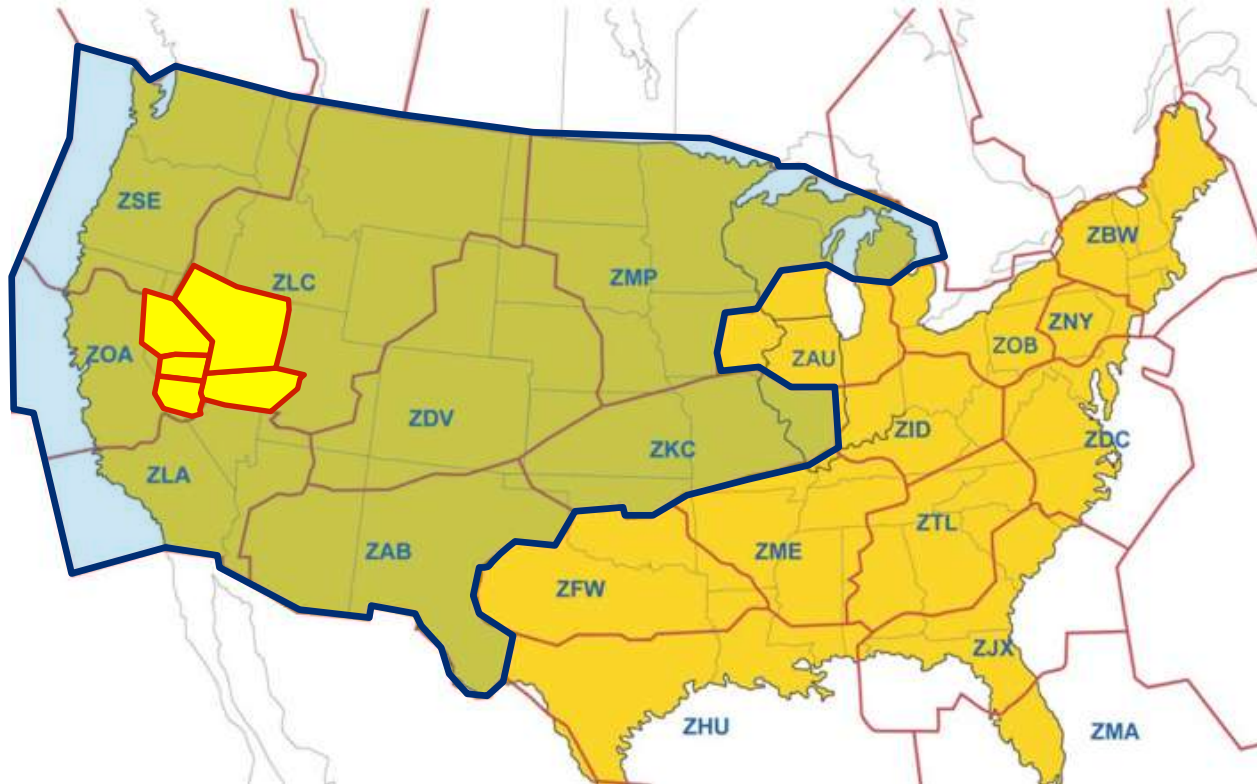 ZSE
ZBW
ZLC
ZMP
ZNY
ZOA
ZOB
ZAU
ZDV
ZID
ZDC
ZKC
ZLA
ZTL
ZAB
ZME
ZFW
ZJX
ZHU
ZMA